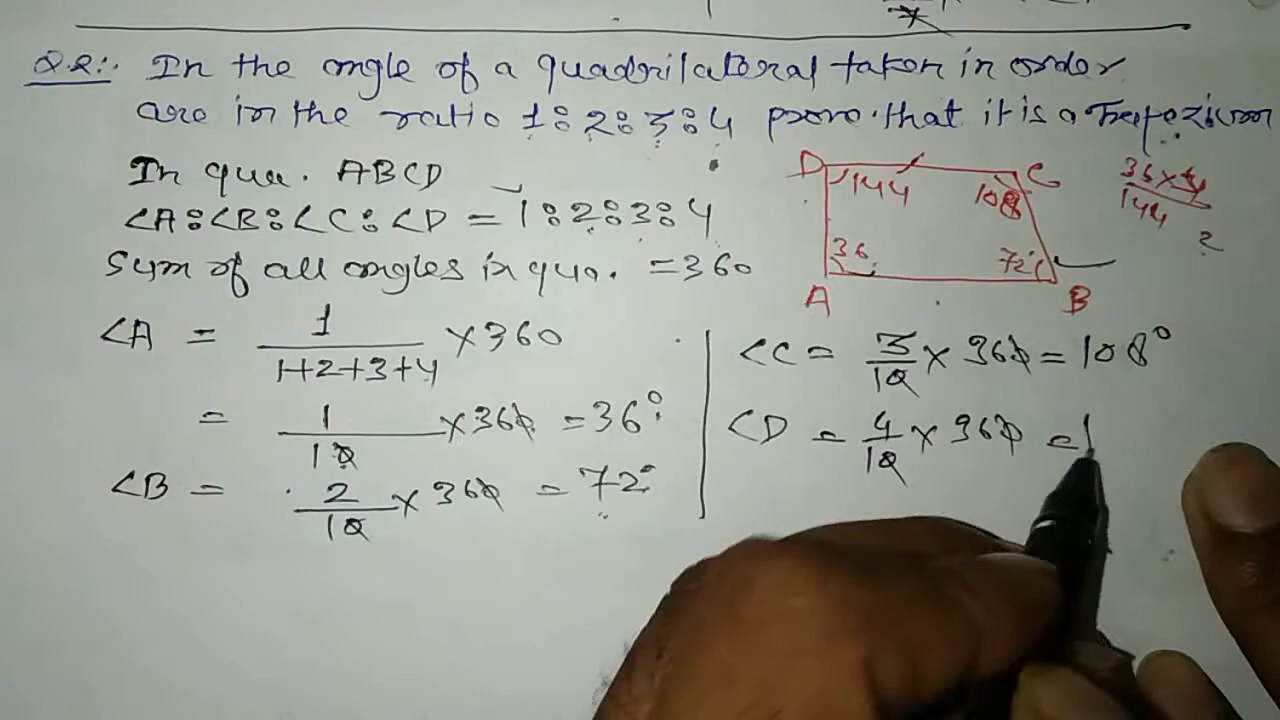 Q.2:. In the angle of a quadrilateral taken in order
are in the ratio 1:2:3:4 prove that it is a Trapezium
In qua. ABCD
<A:<B:<C:<D = 1:2:3:4
Sum of all angles in qua. = 360
<A = 1/1+2+3+4 × 360
= 1/10 × 360 = 36°
<B = 2/10 × 360 = 72°
<C = 3/10 × 360 = 108°
<D = 4/10 × 360 = 1
D 144 108 C
36 72° B
A
36 × 4
144
2